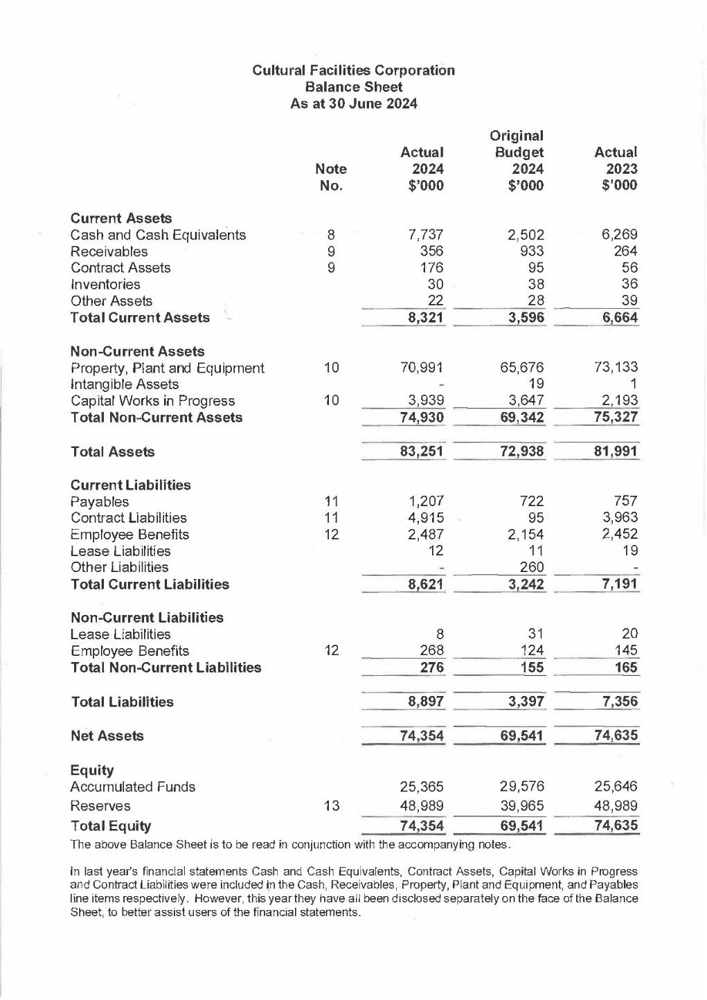 Cultural Facilities Corporation
Balance Sheet
As at 30 June 2024
Original
Actual Budget Actual
Note 2024 2024 2023
No. $'000 $'000 $'000
Current Assets
Cash and Cash Equivalents 8 7,737 2,502 6,269
Receivables 9 356 933 264
Contract Assets 9 176 95 56
Inventories 30 38 36
Other Assets 22 28 39
Total Current Assets 8,321 3,596 6,664
Non-Current Assets
Property, Plant and Equipment 10 70,991 65,676 73,133
Intangible Assets - 19 1
Capital Works in Progress 10 3,939 3,647 2,193
Total Non-Current Assets 74,930 69,342 75,327
Total Assets 83,251 72,938 81,991
Current Liabilities
Payables 11 1,207 722 757
Contract Liabilities 11 4,915 95 3,963
Employee Benefits 12 2,487 2,154 2,452
Lease Liabilities 12 11 19
Other Liabilities - 260 -
Total Current Liabilities 8,621 3,242 7,191
Non-Current Liabilities
Lease Liabilities 8 31 20
Employee Benefits 12 268 124 145
Total Non-Current Liabilities 276 155 165
Total Liabilities 8,897 3,397 7,356
Net Assets 74,354 69,541 74,635
Equity
Accumulated Funds 25,365 29,576 25,646
Reserves 13 48,989 39,965 48,989
Total Equity 74,354 69,541 74,635
The above Balance Sheet is to be read in conjunction with the accompanying notes.
In last year's financial statements Cash and Cash Equivalents, Contract Assets, Capital Works in Progress
and Contract Liabilities were included in the Cash, Receivables, Property, Plant and Equipment, and Payables
line items respectively. However, this year they have all been disclosed separately on the face of the Balance
Sheet, to better assist users of the financial statements.